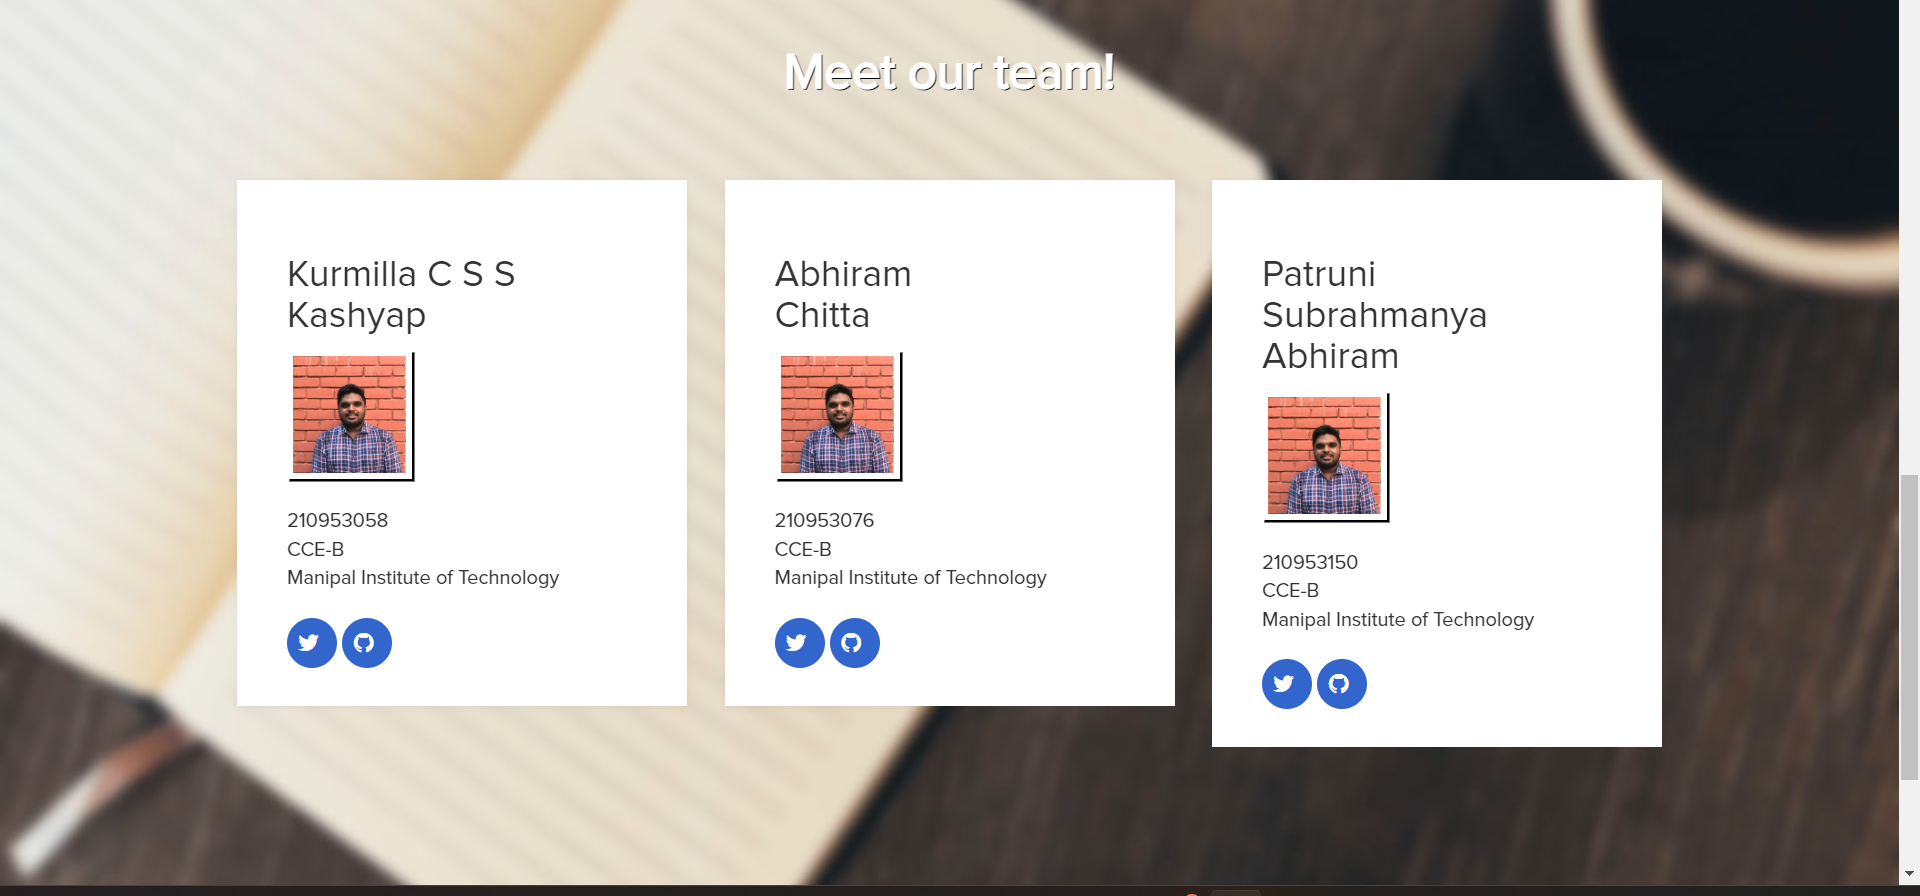 Meet our team!
Kurmilla C S S
Kashyap
210953058
CCE-B
Manipal Institute of Technology
Abhiram
Chitta
210953076
CCE-B
Manipal Institute of Technology
Patruni
Subrahmanya
Abhiram
210953150
CCE-B
Manipal Institute of Technology